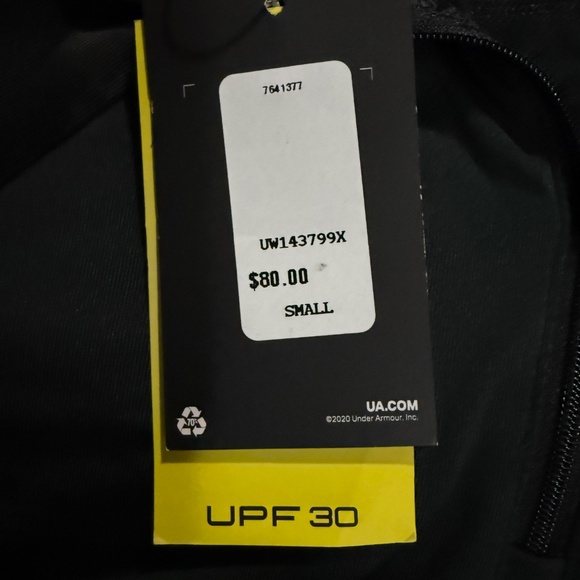 7641377
UW143799X
$80.00
SMALL
UA.COM
©2020 Under Armour, Inc.
70%
UPF 30